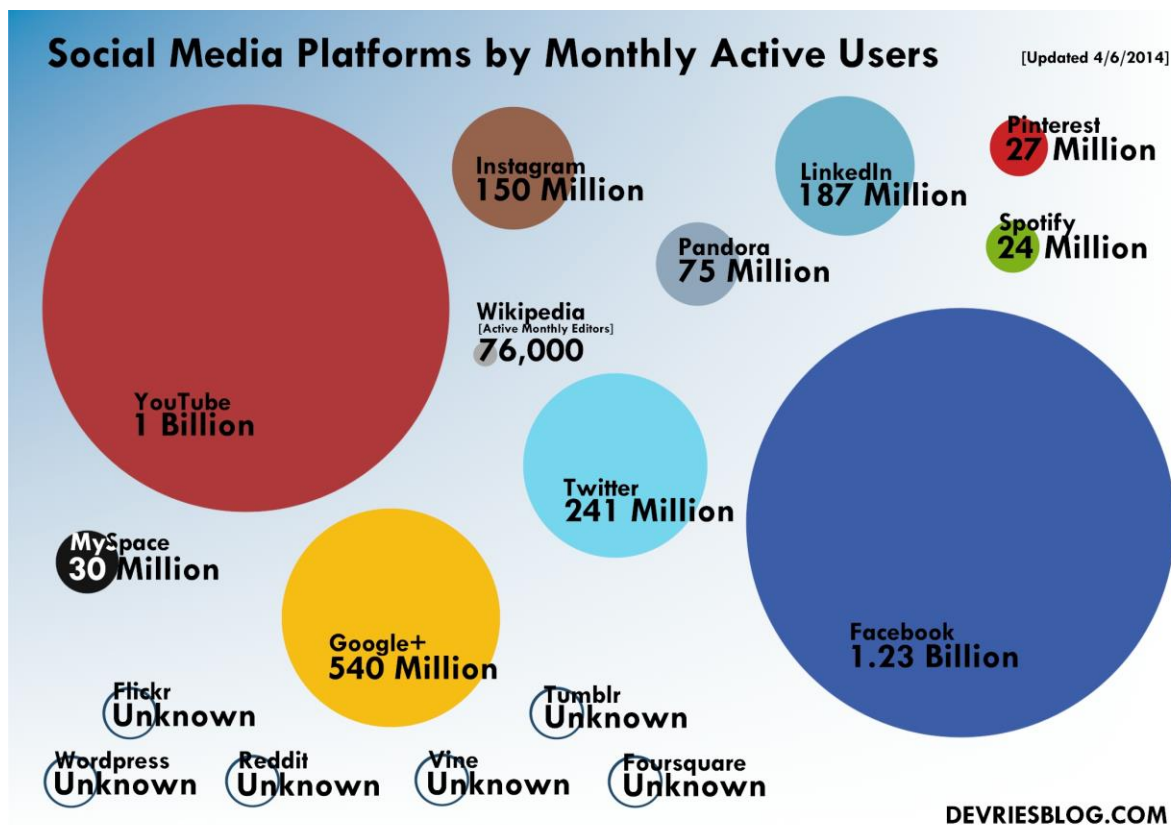 Social Media Platforms by Monthly Active Users
[Updated 4/6/2014]
Instagram
150 Million
LinkedIn
187 Million
Pinterest
27 Million
Pandora
75 Million
Spotify
24 Million
Wikipedia
[Active Monthly Editors]
76,000
YouTube
1 Billion
Twitter
241 Million
MySpace
30 Million
Google+
540 Million
Facebook
1.23 Billion
Flickr
Unknown
Tumblr
Unknown
Wordpress
Unknown
Reddit
Unknown
Vine
Unknown
Foursquare
Unknown
DEVRIESBLOG.COM